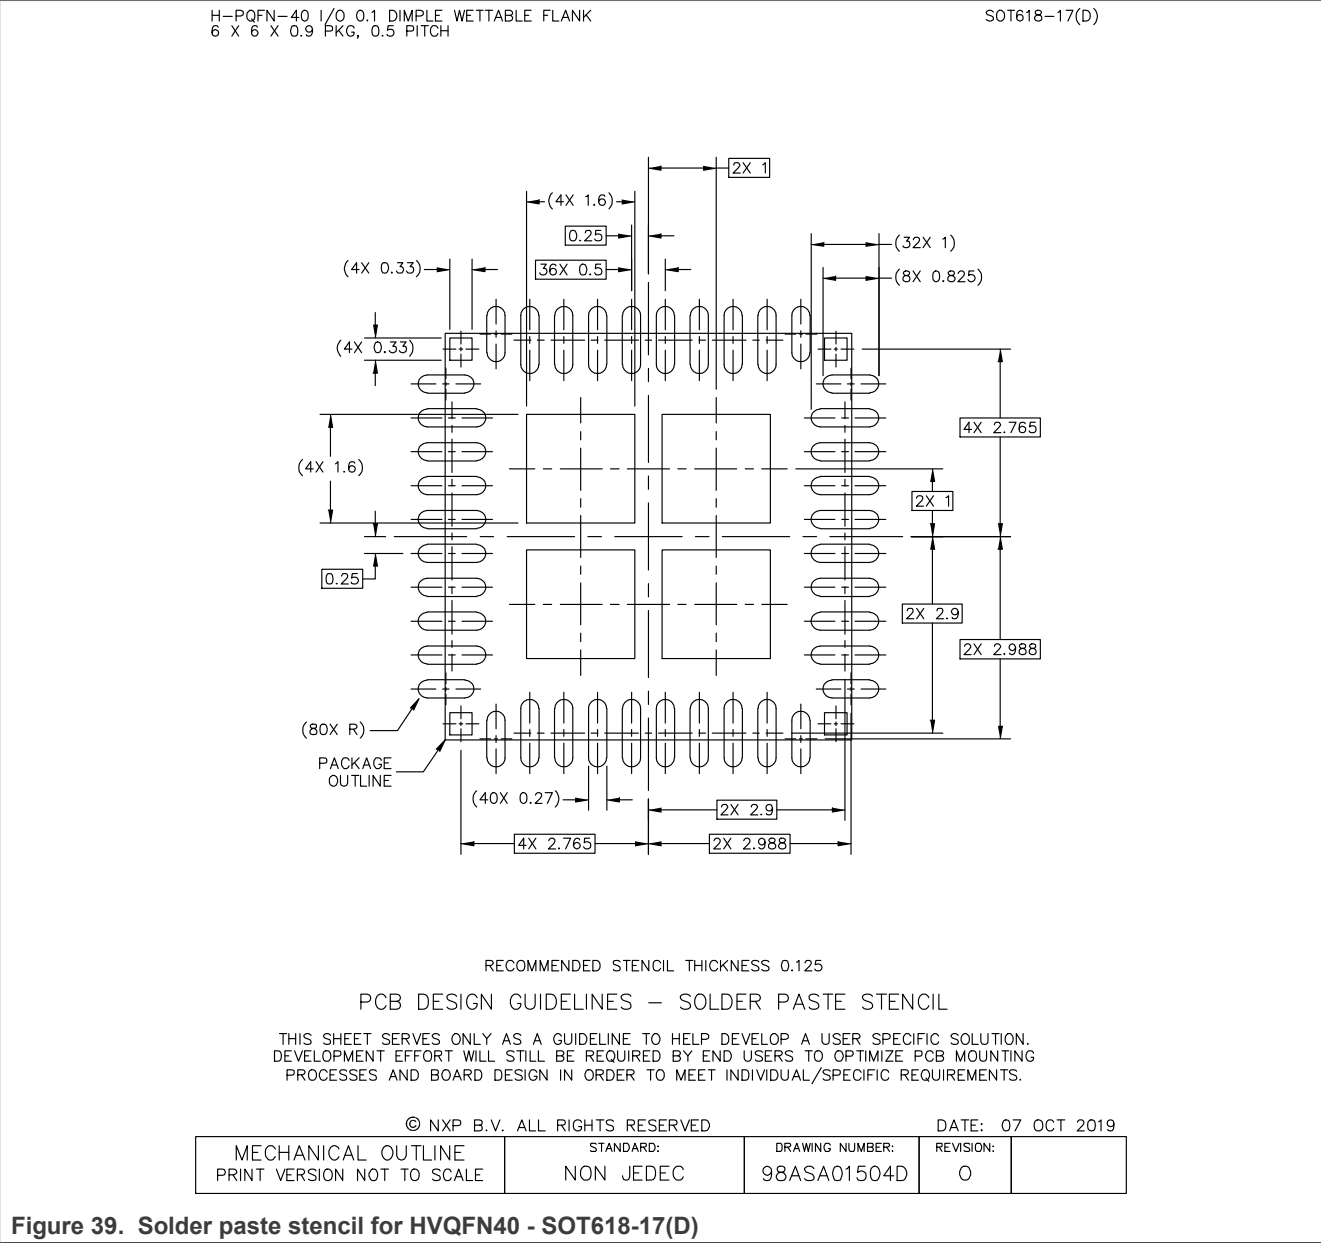 H-PQFN-40 I/O 0.1 DIMPLE WETTABLE FLANK
6 X 6 X 0.9 PKG, 0.5 PITCH
SOT618-17(D)
2X 1
(4X 1.6)
0.25
(32X 1)
(4X 0.33)
36X 0.5
(8X 0.825)
(4X 0.33)
4X 2.765
(4X 1.6)
2X 1
0.25
2X 2.9
2X 2.988
(80X R)
PACKAGE
OUTLINE
(40X 0.27)
2X 2.9
4X 2.765
2X 2.988
RECOMMENDED STENCIL THICKNESS 0.125
PCB DESIGN GUIDELINES – SOLDER PASTE STENCIL
THIS SHEET SERVES ONLY AS A GUIDELINE TO HELP DEVELOP A USER SPECIFIC SOLUTION.
DEVELOPMENT EFFORT WILL STILL BE REQUIRED BY END USERS TO OPTIMIZE PCB MOUNTING
PROCESSES AND BOARD DESIGN IN ORDER TO MEET INDIVIDUAL/SPECIFIC REQUIREMENTS.
© NXP B.V. ALL RIGHTS RESERVED
DATE: 07 OCT 2019
MECHANICAL OUTLINE
PRINT VERSION NOT TO SCALE
STANDARD:
NON JEDEC
DRAWING NUMBER:
98ASA01504D
REVISION:
O
Figure 39. Solder paste stencil for HVQFN40 - SOT618-17(D)